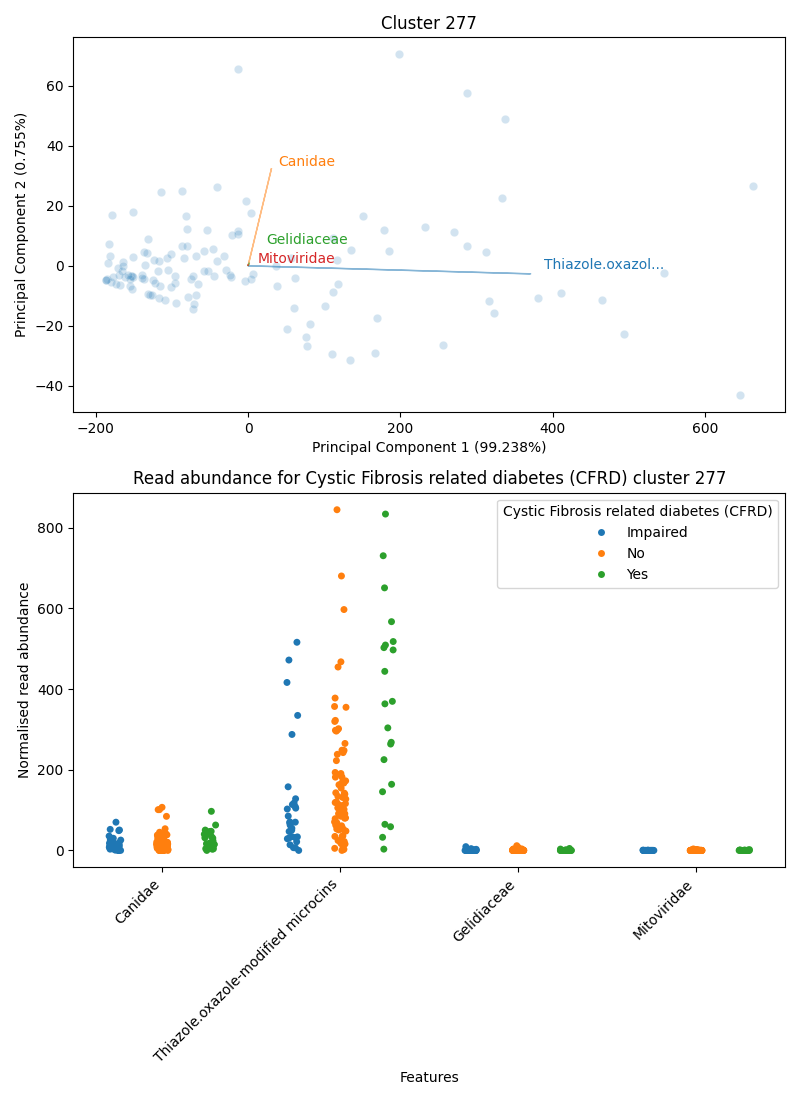 Cluster 277
Principal Component 2 (0.755%)
60
40
20
0
−20
−40
Canidae
Gelidiaceae
Mitoviridae
Thiazole.oxazol...
−200
0
200
400
600
Principal Component 1 (99.238%)
Read abundance for Cystic Fibrosis related diabetes (CFRD) cluster 277
Normalised read abundance
800
600
400
200
0
Cystic Fibrosis related diabetes (CFRD)
Impaired
No
Yes
Canidae
Thiazole.oxazole-modified microcins
Gelidiaceae
Mitoviridae
Features